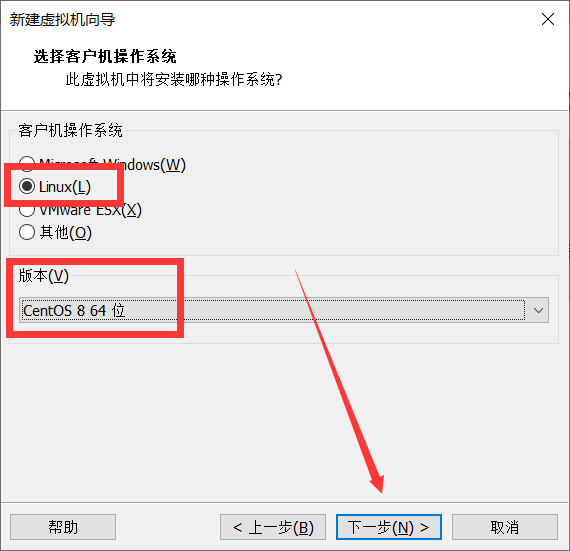 新建虚拟机向导
选择客户机操作系统
此虚拟机中将安装哪种操作系统?
客户机操作系统
Microsoft Windows(W)
Linux(L)
VMware ESX(X)
其他(O)
版本(V)
CentOS 8 64 位
帮助
< 上一步(B)
下一步(N) >
取消